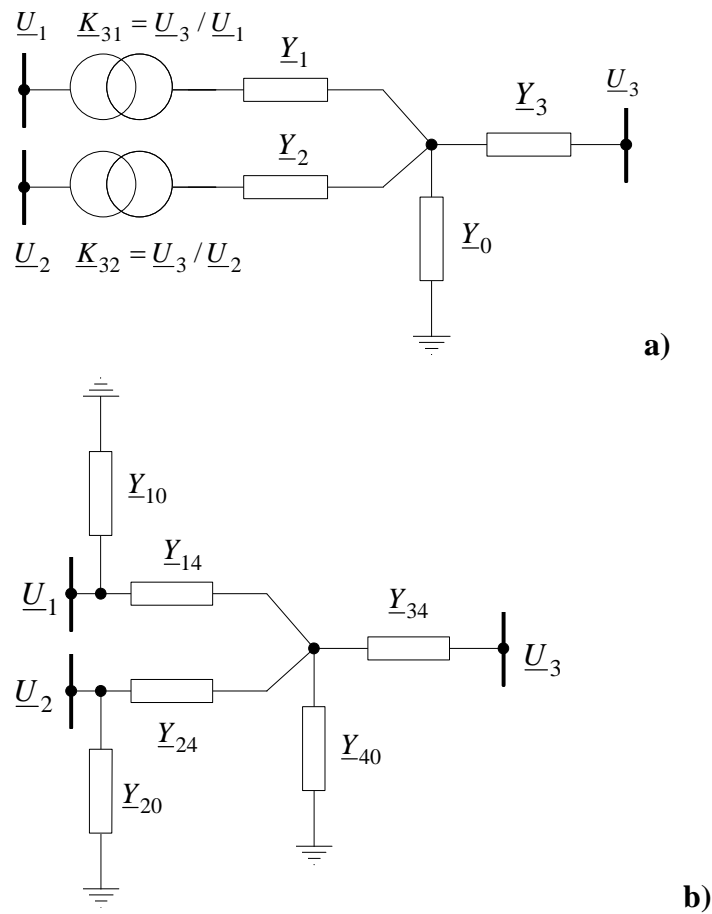 U₁ K₃₁ = U₃ / U₁
Y₁
Y₃ U₃
Y₂
U₂ K₃₂ = U₃ / U₂
Y₀
a)
Y₁₀
Y₁₄
U₁
Y₃₄
U₃
U₂
Y₂₄
Y₄₀
Y₂₀
b)